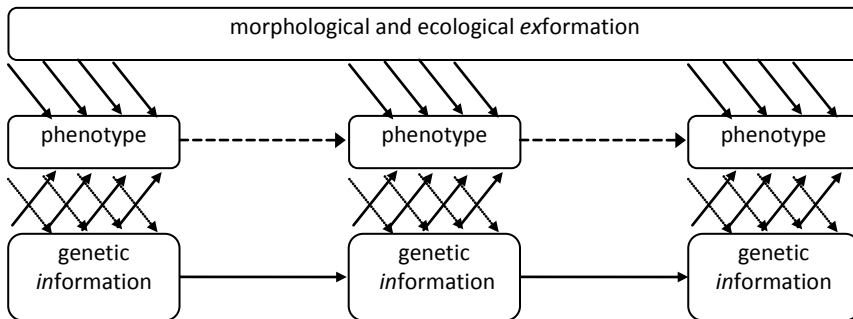 morphological and ecological exformation
phenotype phenotype phenotype
genetic genetic genetic
information information information